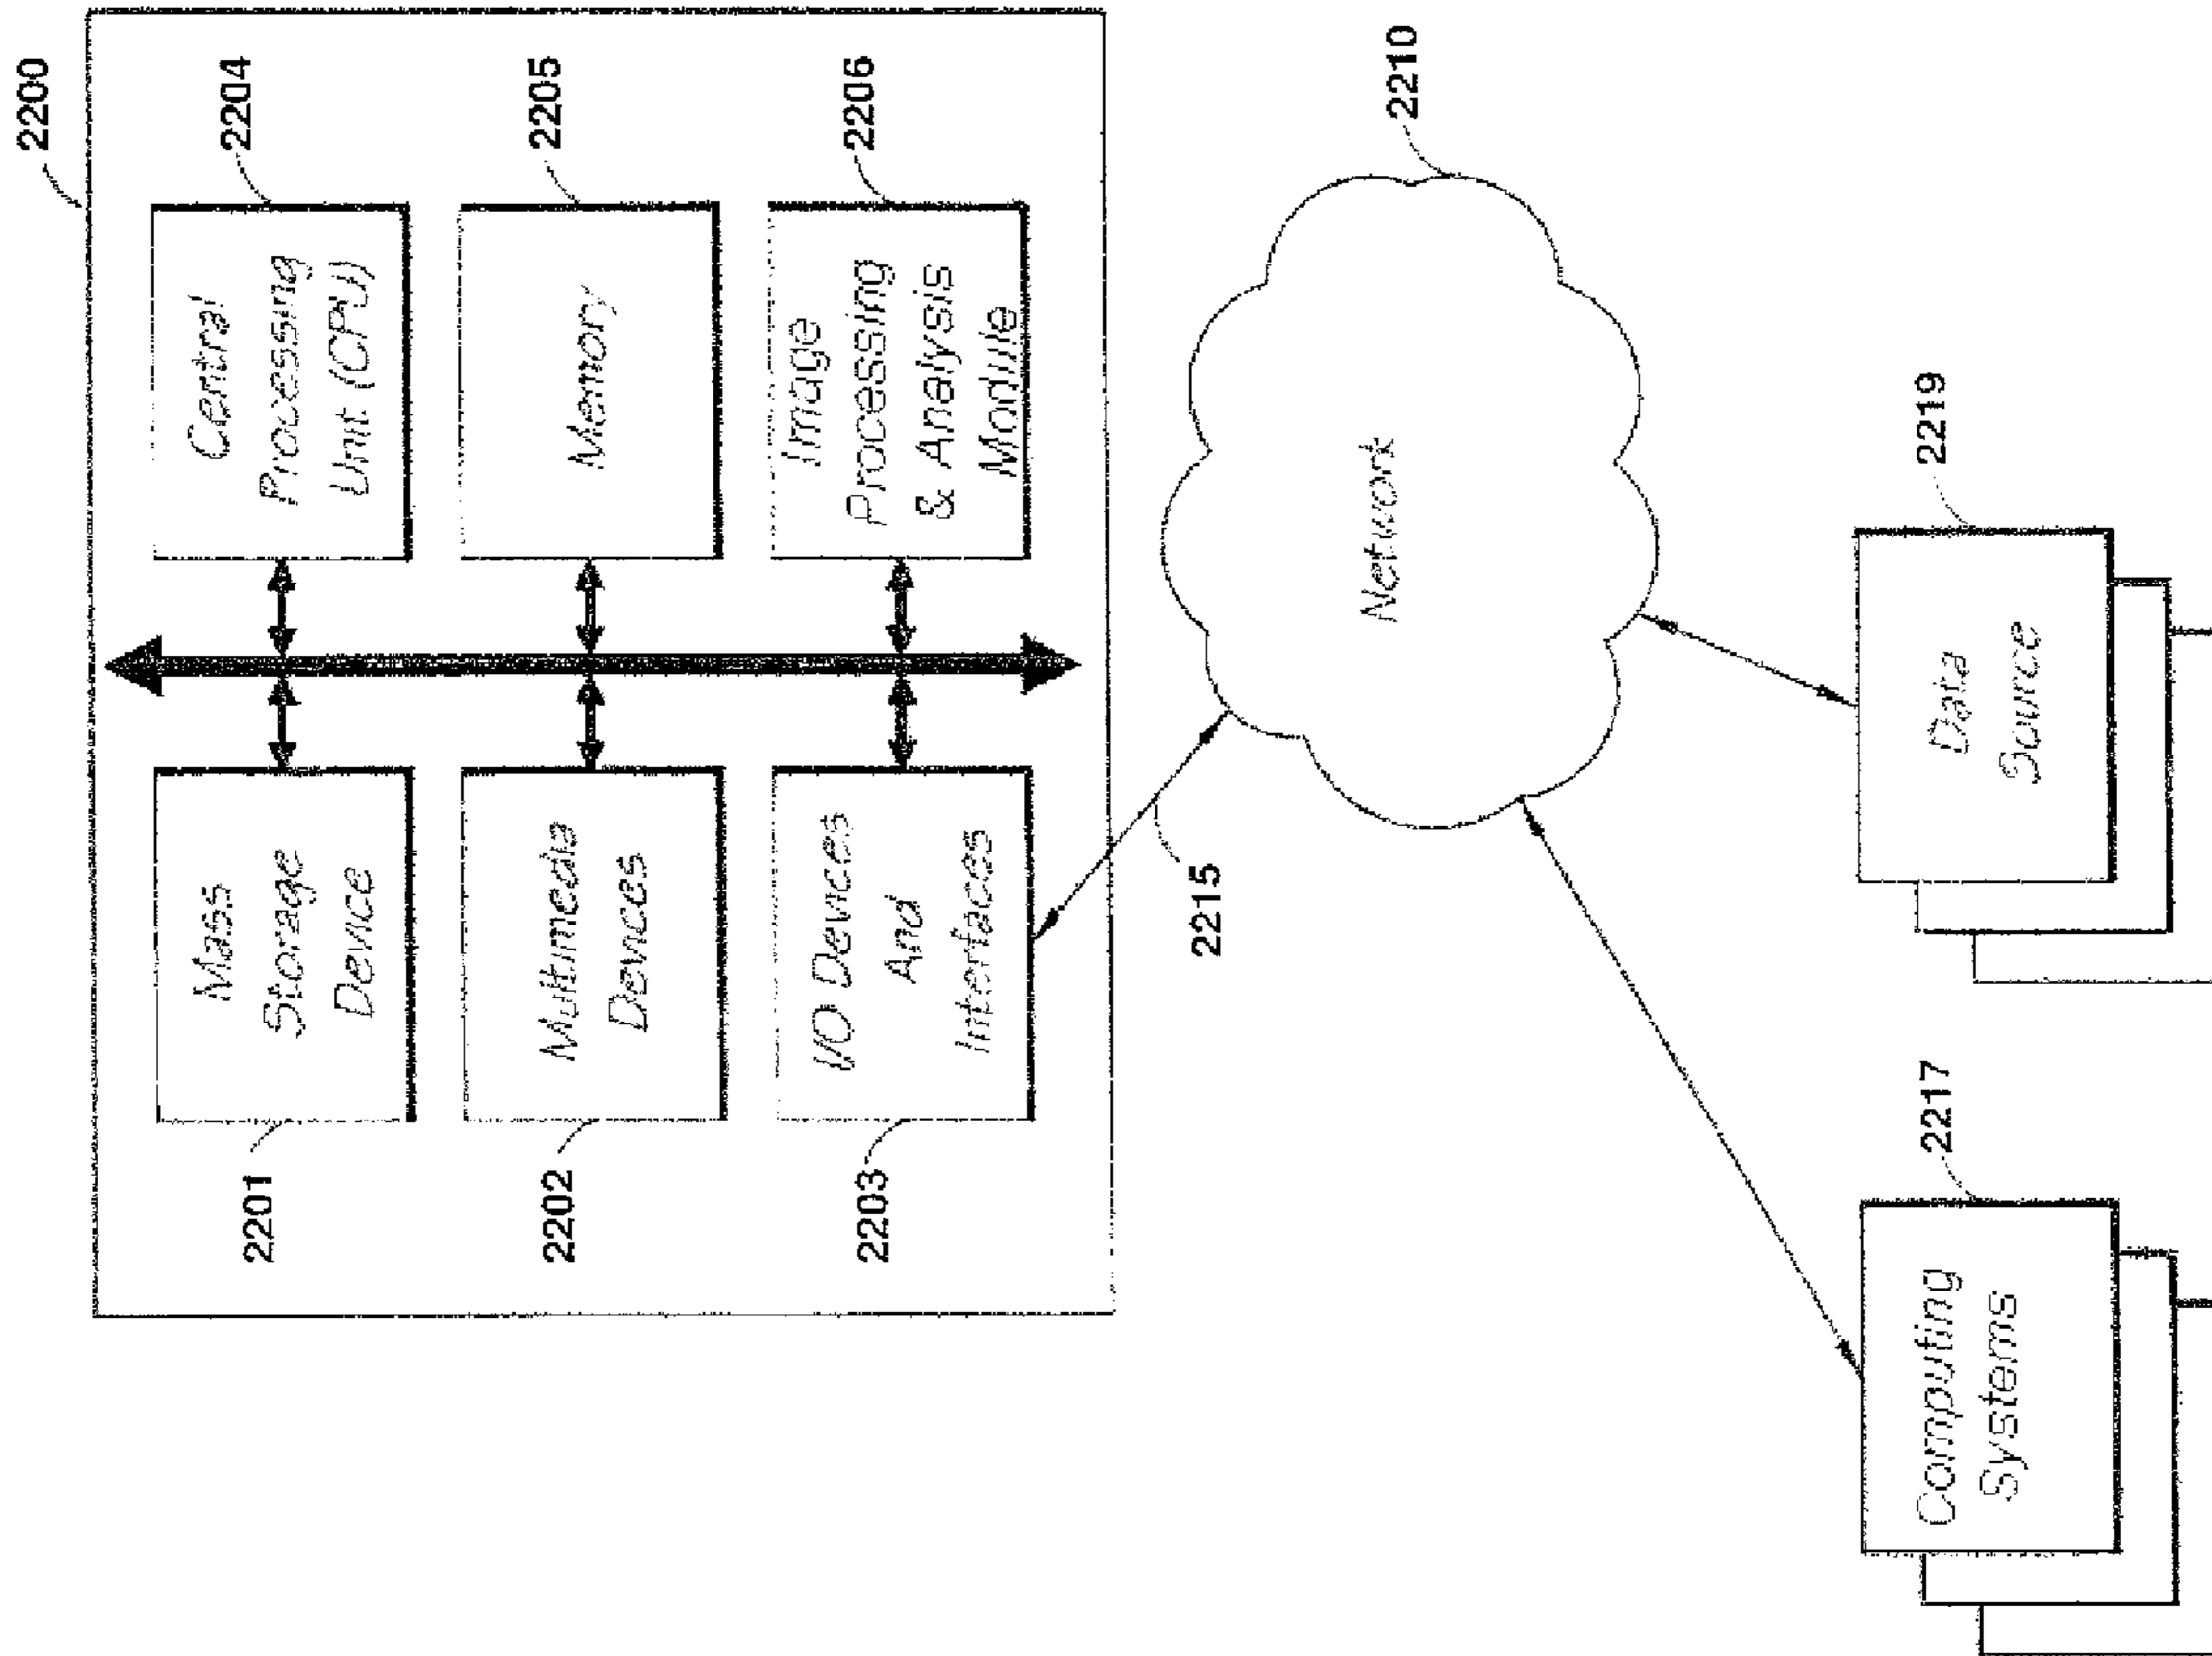 2200
2204
Central
Processing
Unit (CPU)
2205
Memory
2206
Image
Processing
& Analysis
Module
2201
Mass
Storage
Device
2202
Multimedia
Devices
2203
I/O Devices
And
Interfaces
2215
2210
Network
2219
Data
Source
2217
Computing
Systems